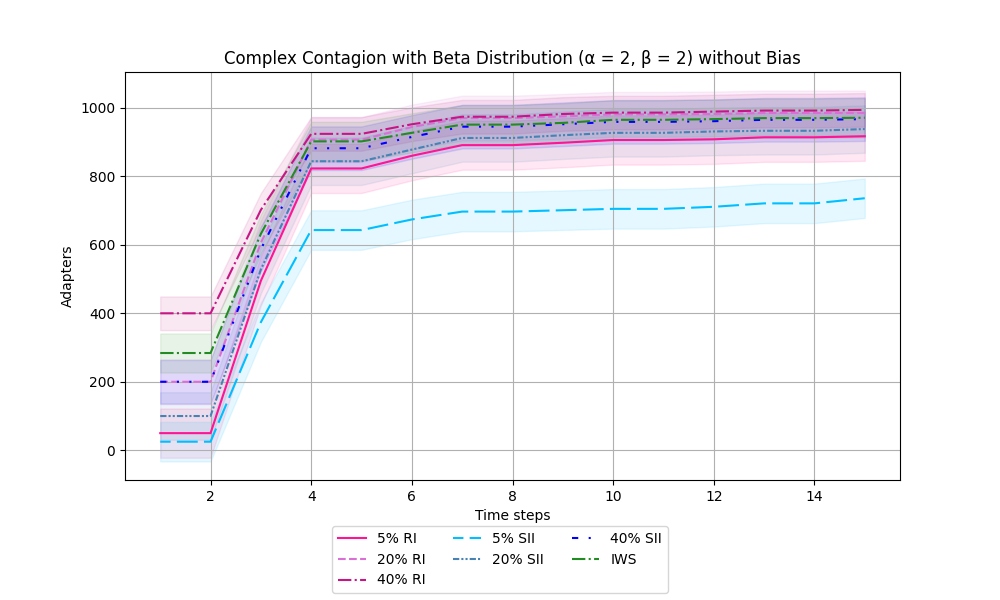 Complex Contagion with Beta Distribution (α = 2, β = 2) without Bias
Adapters
1000
800
600
400
200
0
2 4 6 8 10 12 14
Time steps
5% RI 5% SII 40% SII
20% RI 20% SII IWS
40% RI